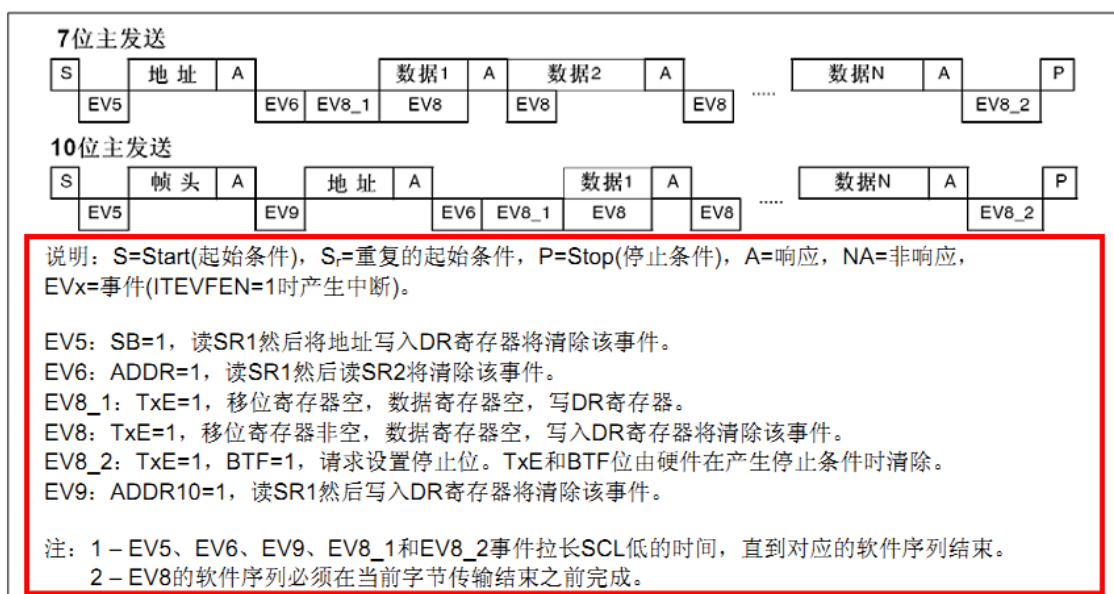 7位主发送
S 地 址 A 数据1 A 数据2 A ..... 数据N A P
EV5 EV6 EV8_1 EV8 EV8 EV8 EV8_2
10位主发送
S 帧 头 A 地 址 A 数据1 A ..... 数据N A P
EV5 EV9 EV6 EV8_1 EV8 EV8 EV8_2
说明：S=Start(起始条件)，Sr=重复的起始条件，P=Stop(停止条件)，A=响应，NA=非响应，
EVx=事件(ITEVFEN=1时产生中断)。
EV5：SB=1，读SR1然后将地址写入DR寄存器将清除该事件。
EV6：ADDR=1，读SR1然后读SR2将清除该事件。
EV8_1：TxE=1，移位寄存器空，数据寄存器空，写DR寄存器。
EV8：TxE=1，移位寄存器非空，数据寄存器空，写入DR寄存器将清除该事件。
EV8_2：TxE=1，BTF=1，请求设置停止位。TxE和BTF位由硬件在产生停止条件时清除。
EV9：ADDR10=1，读SR1然后写入DR寄存器将清除该事件。
注：1 – EV5、EV6、EV9、EV8_1和EV8_2事件拉长SCL低的时间，直到对应的软件序列结束。
2 – EV8的软件序列必须在当前字节传输结束之前完成。